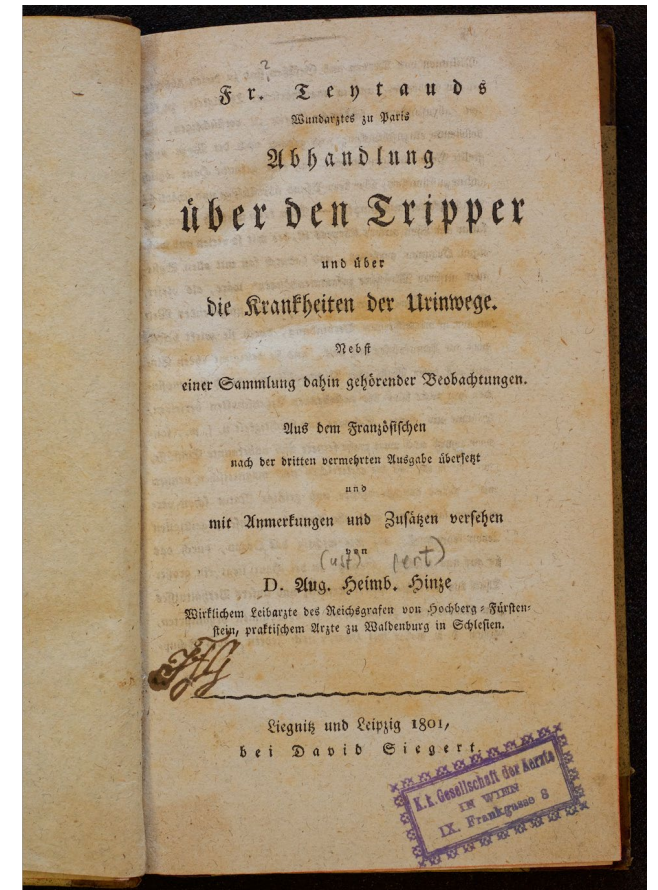 ?
Fr. Teytauds
Wundarztes zu Paris
Abhandlung
über den Tripper
und über
die Krankheiten der Urinwege.
Nebst
einer Sammlung dahin gehörender Beobachtungen.
Aus dem Französischen
nach der dritten vermehrten Ausgabe übersetzt
und
mit Anmerkungen und Zusätzen versehen
von
(ust) (ert)
D. Aug. Heimb. Hinze
Wirklichem Leibarzte des Reichsgrafen von Hochberg-Fürsten-
stein, praktischem Arzte zu Waldenburg in Schlesien.
Liegnitz und Leipzig 1801,
bei David Siegert.
K.k. Gesellschaft der Aerzte
IN WIEN
IX. Frankgasse 8